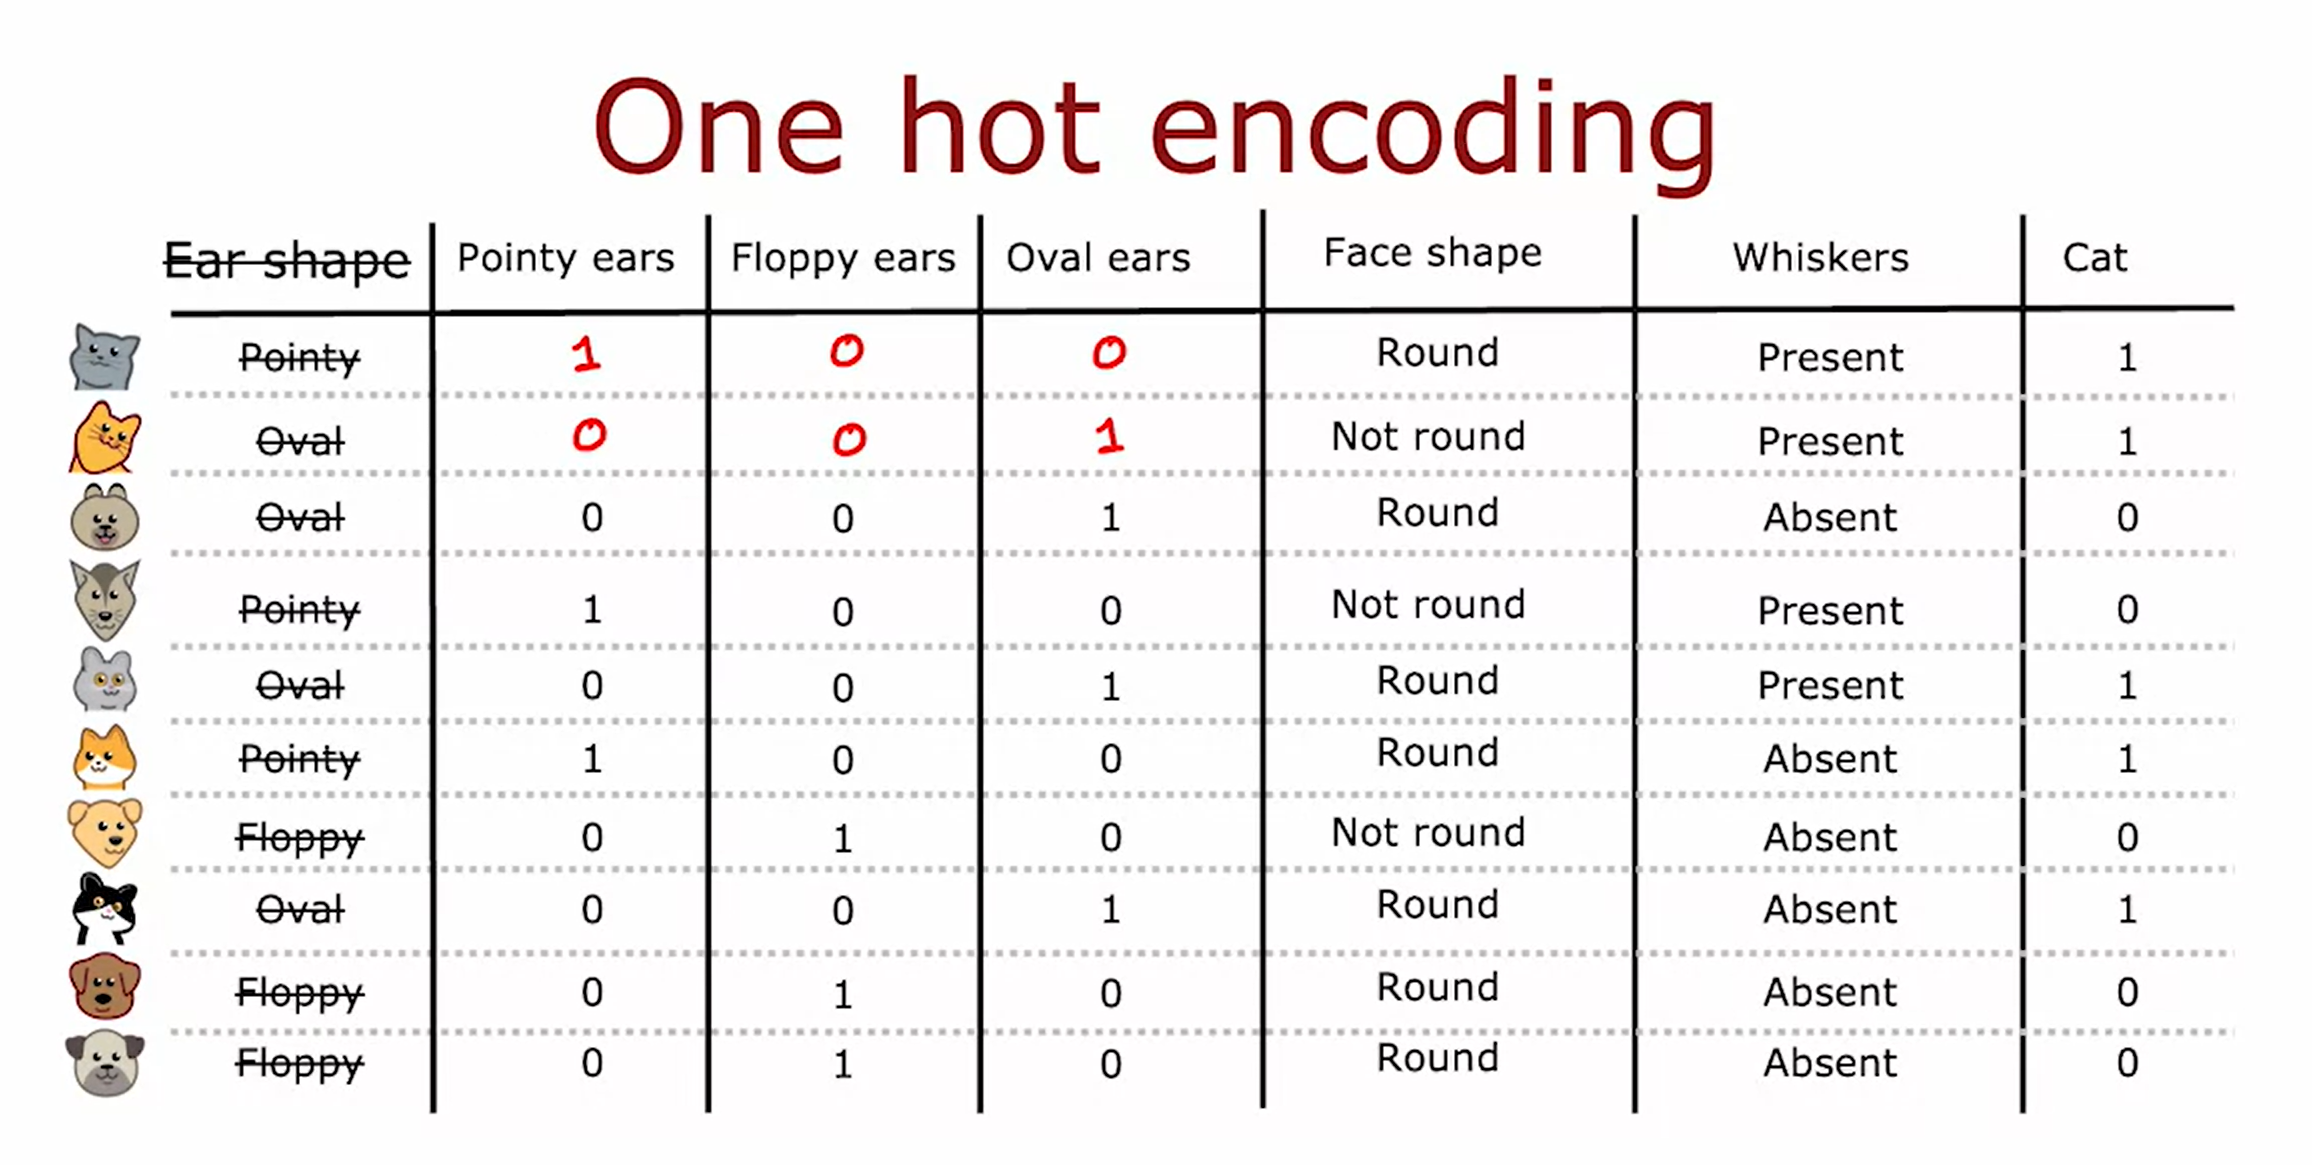 One hot encoding
Ear shape Pointy ears Floppy ears Oval ears Face shape Whiskers Cat
Pointy 1 0 0 Round Present 1
Oval 0 0 1 Not round Present 1
Oval 0 0 1 Round Absent 0
Pointy 1 0 0 Not round Present 0
Oval 0 0 1 Round Present 1
Pointy 1 0 0 Round Absent 1
Floppy 0 1 0 Not round Absent 0
Oval 0 0 1 Round Absent 1
Floppy 0 1 0 Round Absent 0
Floppy 0 1 0 Round Absent 0